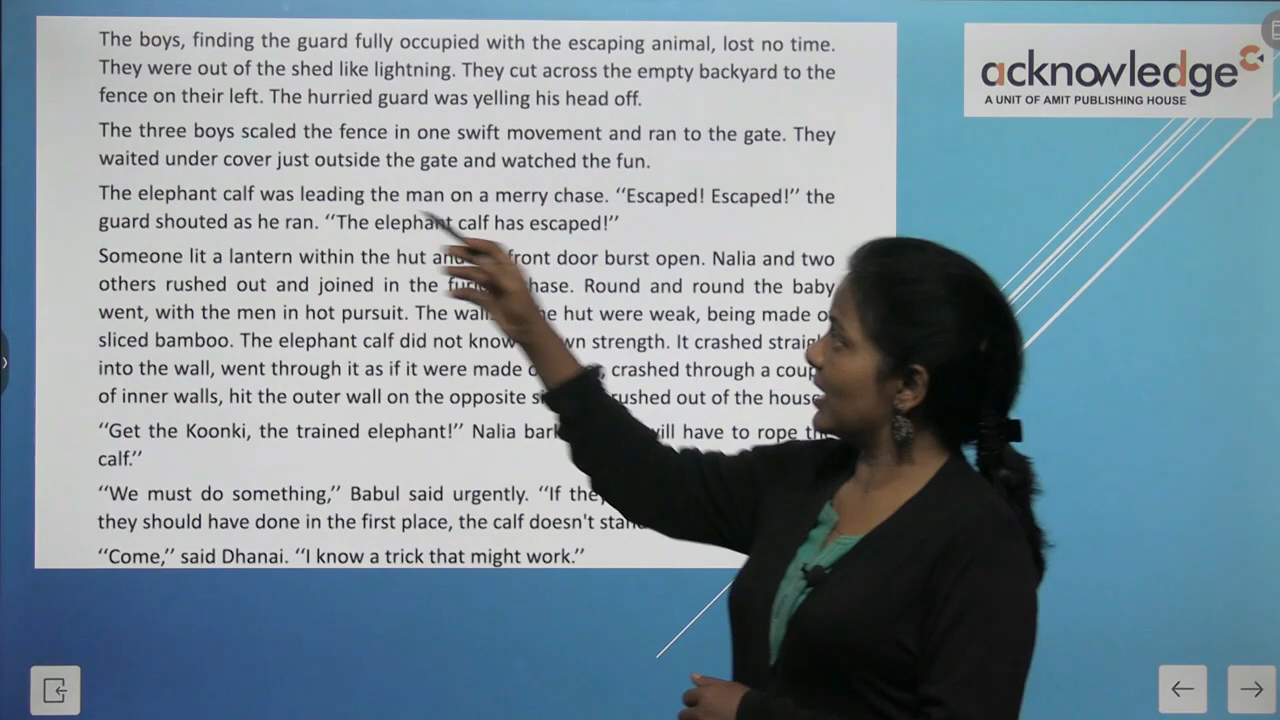 The boys, finding the guard fully occupied with the escaping animal, lost no time.
They were out of the shed like lightning. They cut across the empty backyard to the
fence on their left. The hurried guard was yelling his head off.
The three boys scaled the fence in one swift movement and ran to the gate. They
waited under cover just outside the gate and watched the fun.
The elephant calf was leading the man on a merry chase. “Escaped! Escaped!” the
guard shouted as he ran. “The elephant calf has escaped!”
Someone lit a lantern within the hut and front door burst open. Nalia and two
others rushed out and joined in the hase. Round and round the baby
went, with the men in hot pursuit. The wall he hut were weak, being made o
sliced bamboo. The elephant calf did not know wn strength. It crashed straig
into the wall, went through it as if it were made crashed through a coup
of inner walls, hit the outer wall on the opposite s rushed out of the house
“Get the Koonki, the trained elephant!” Nalia bar ill have to rope th
calf.”
“We must do something,” Babul said urgently. “If they
they should have done in the first place, the calf doesn't stan
“Come,” said Dhanai. “I know a trick that might work.”
acknowledge
A UNIT OF AMIT PUBLISHING HOUSE